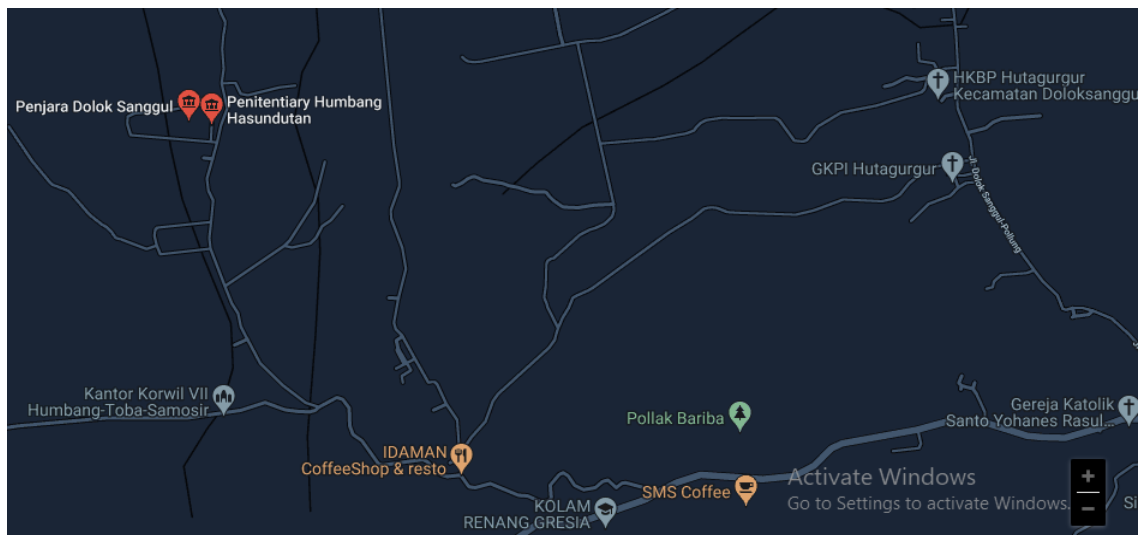 Penjara Dolok Sanggul
Penitentiary Humbang
Hasundutan
HKBP Hutagurgur
Kecamatan Doloksanggu
GKPI Hutagurgur
Jl. Dolok Sanggul-Pollung
Kantor Korwil VII
Humbang-Toba-Samosir
Pollak Bariba
Gereja Katolik
Santo Yohanes Rasul...
IDAMAN
CoffeeShop & resto
SMS Coffee
KOLAM
RENANG GRESIA
Activate Windows
Go to Settings to activate Windows.
Si
+
−